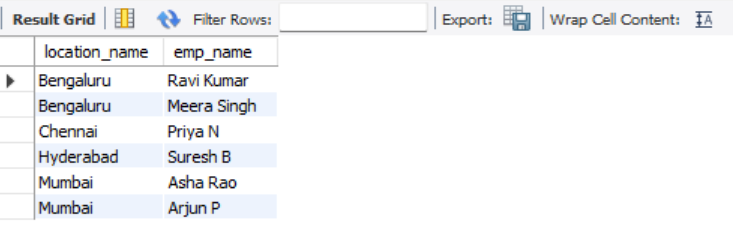 Result Grid Filter Rows: Export: Wrap Cell Content:
location_name emp_name
Bengaluru Ravi Kumar
Bengaluru Meera Singh
Chennai Priya N
Hyderabad Suresh B
Mumbai Asha Rao
Mumbai Arjun P